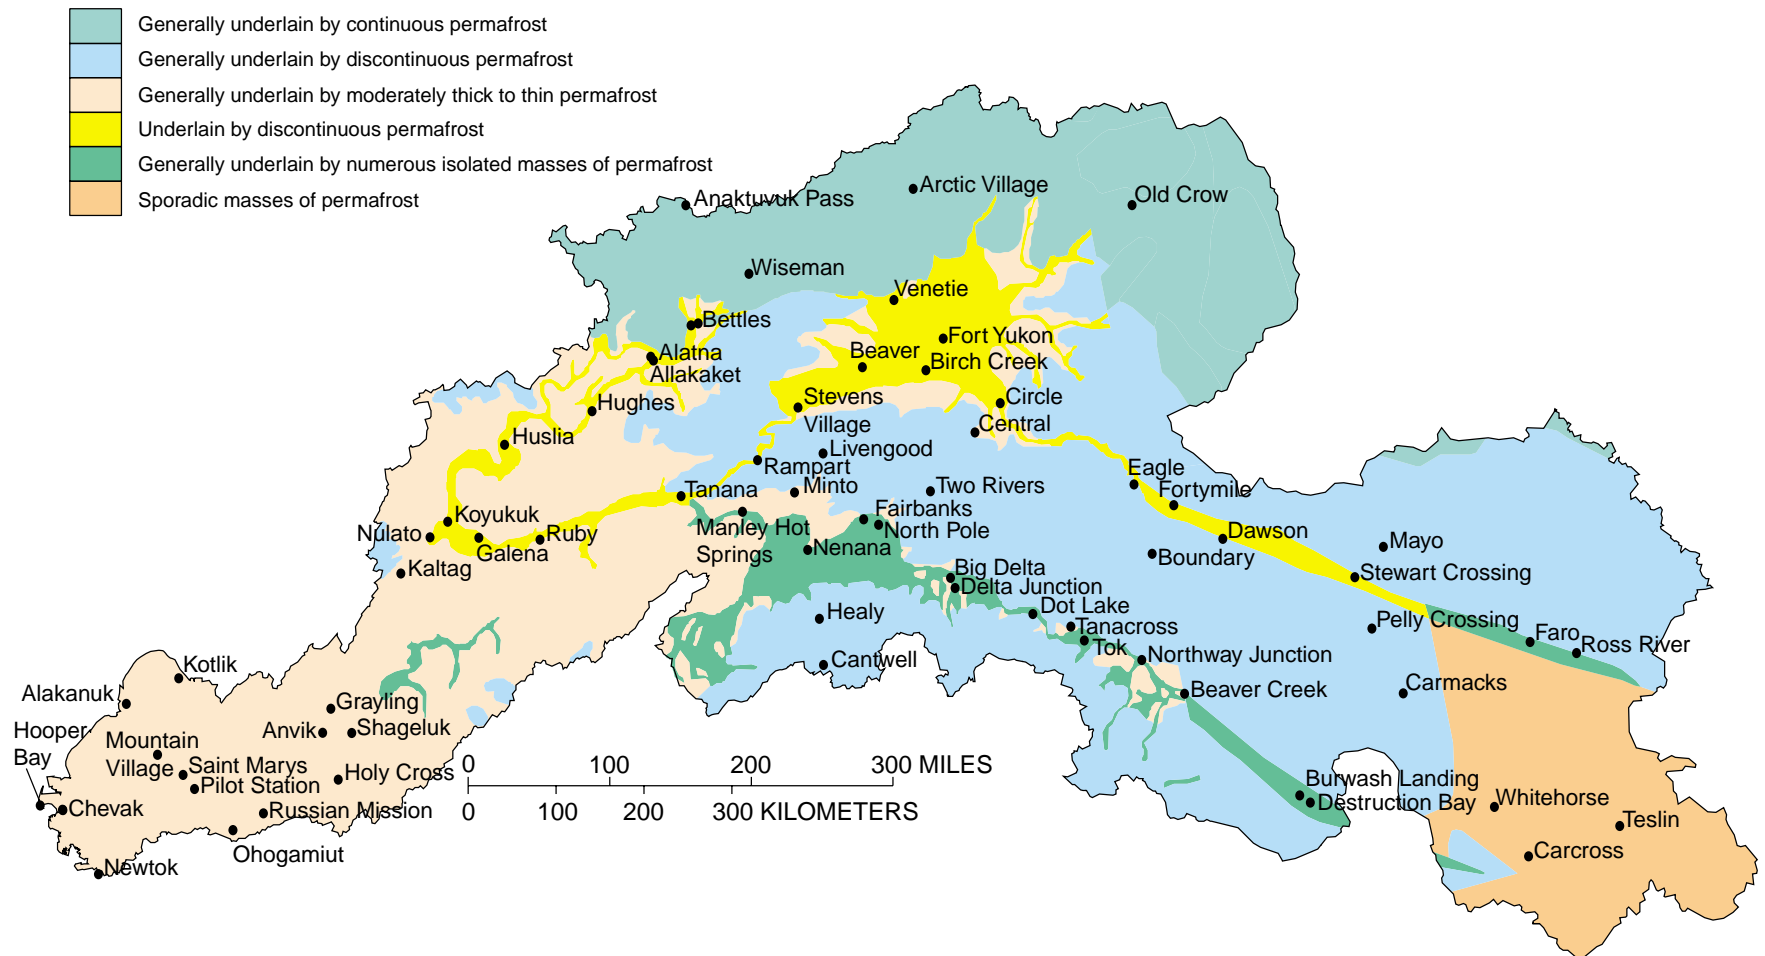 Generally underlain by continuous permafrost
Generally underlain by discontinuous permafrost
Generally underlain by moderately thick to thin permafrost
Underlain by discontinuous permafrost
Generally underlain by numerous isolated masses of permafrost
Sporadic masses of permafrost
Anaktuvuk Pass
Arctic Village
Old Crow
Wiseman
Venetie
Bettles
Fort Yukon
Alatna
Allakaket
Beaver
Birch Creek
Hughes
Stevens
Village
Circle
Central
Huslia
Livengood
Rampart
Eagle
Fortymile
Tanana
Minto
Two Rivers
Koyukuk
Nulato
Galena
Ruby
Manley Hot
Springs
Fairbanks
North Pole
Nenana
Dawson
Boundary
Mayo
Kaltag
Big Delta
Delta Junction
Stewart Crossing
Healy
Dot Lake
Tanacross
Tok
Pelly Crossing
Faro
Ross River
Cantwell
Northway Junction
Kotlik
Alakanuk
Beaver Creek
Carmacks
Grayling
Hooper
Bay
Anvik
Shageluk
Mountain
Village
Saint Marys
Pilot Station
Holy Cross
0 100 200 300 MILES
0 100 200 300 KILOMETERS
Burwash Landing
Destruction Bay
Whitehorse
Chevak
Russian Mission
Teslin
Ohogamiut
Carcross
Newtok